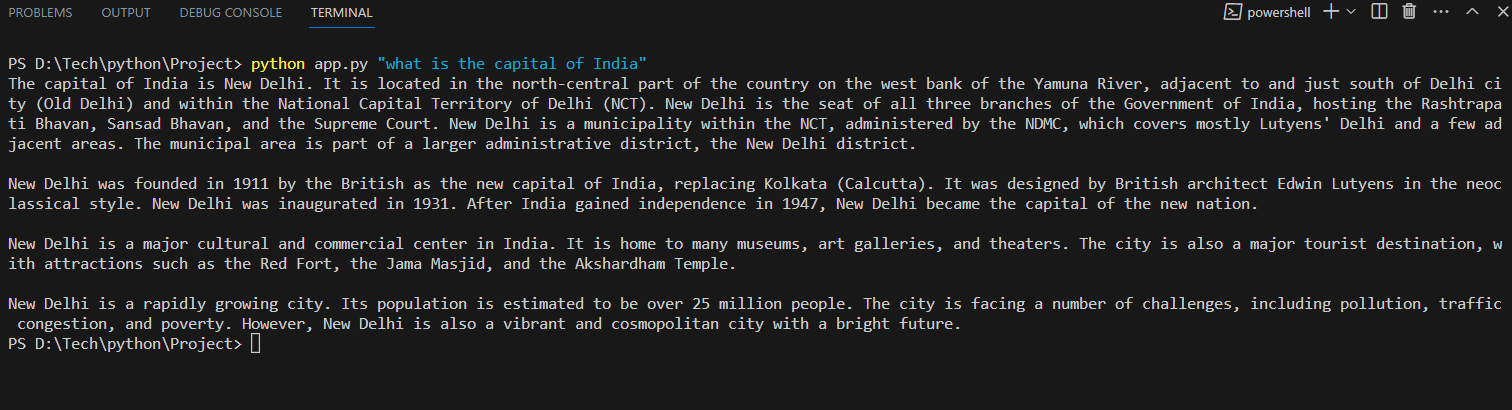 PROBLEMS OUTPUT DEBUG CONSOLE TERMINAL powershell
PS D:\Tech\python\Project> python app.py "what is the capital of India"
The capital of India is New Delhi. It is located in the north-central part of the country on the west bank of the Yamuna River, adjacent to and just south of Delhi ci
ty (Old Delhi) and within the National Capital Territory of Delhi (NCT). New Delhi is the seat of all three branches of the Government of India, hosting the Rashtrapa
ti Bhavan, Sansad Bhavan, and the Supreme Court. New Delhi is a municipality within the NCT, administered by the NDMC, which covers mostly Lutyens' Delhi and a few ad
jacent areas. The municipal area is part of a larger administrative district, the New Delhi district.
New Delhi was founded in 1911 by the British as the new capital of India, replacing Kolkata (Calcutta). It was designed by British architect Edwin Lutyens in the neoc
lassical style. New Delhi was inaugurated in 1931. After India gained independence in 1947, New Delhi became the capital of the new nation.
New Delhi is a major cultural and commercial center in India. It is home to many museums, art galleries, and theaters. The city is also a major tourist destination, w
ith attractions such as the Red Fort, the Jama Masjid, and the Akshardham Temple.
New Delhi is a rapidly growing city. Its population is estimated to be over 25 million people. The city is facing a number of challenges, including pollution, traffic
congestion, and poverty. However, New Delhi is also a vibrant and cosmopolitan city with a bright future.
PS D:\Tech\python\Project>